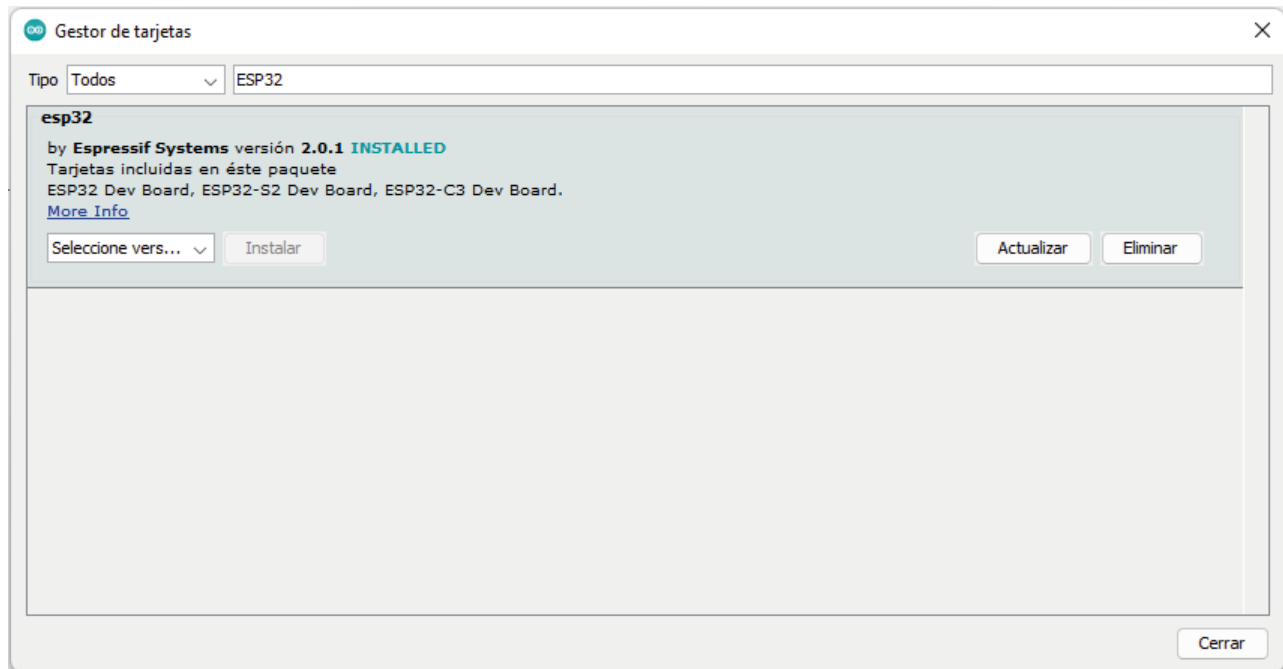 Gestor de tarjetas
Tipo Todos ESP32
esp32
by Espressif Systems versión 2.0.1 INSTALLED
Tarjetas incluidas en éste paquete
ESP32 Dev Board, ESP32-S2 Dev Board, ESP32-C3 Dev Board.
More Info
Seleccione vers... Instalar Actualizar Eliminar
Cerrar